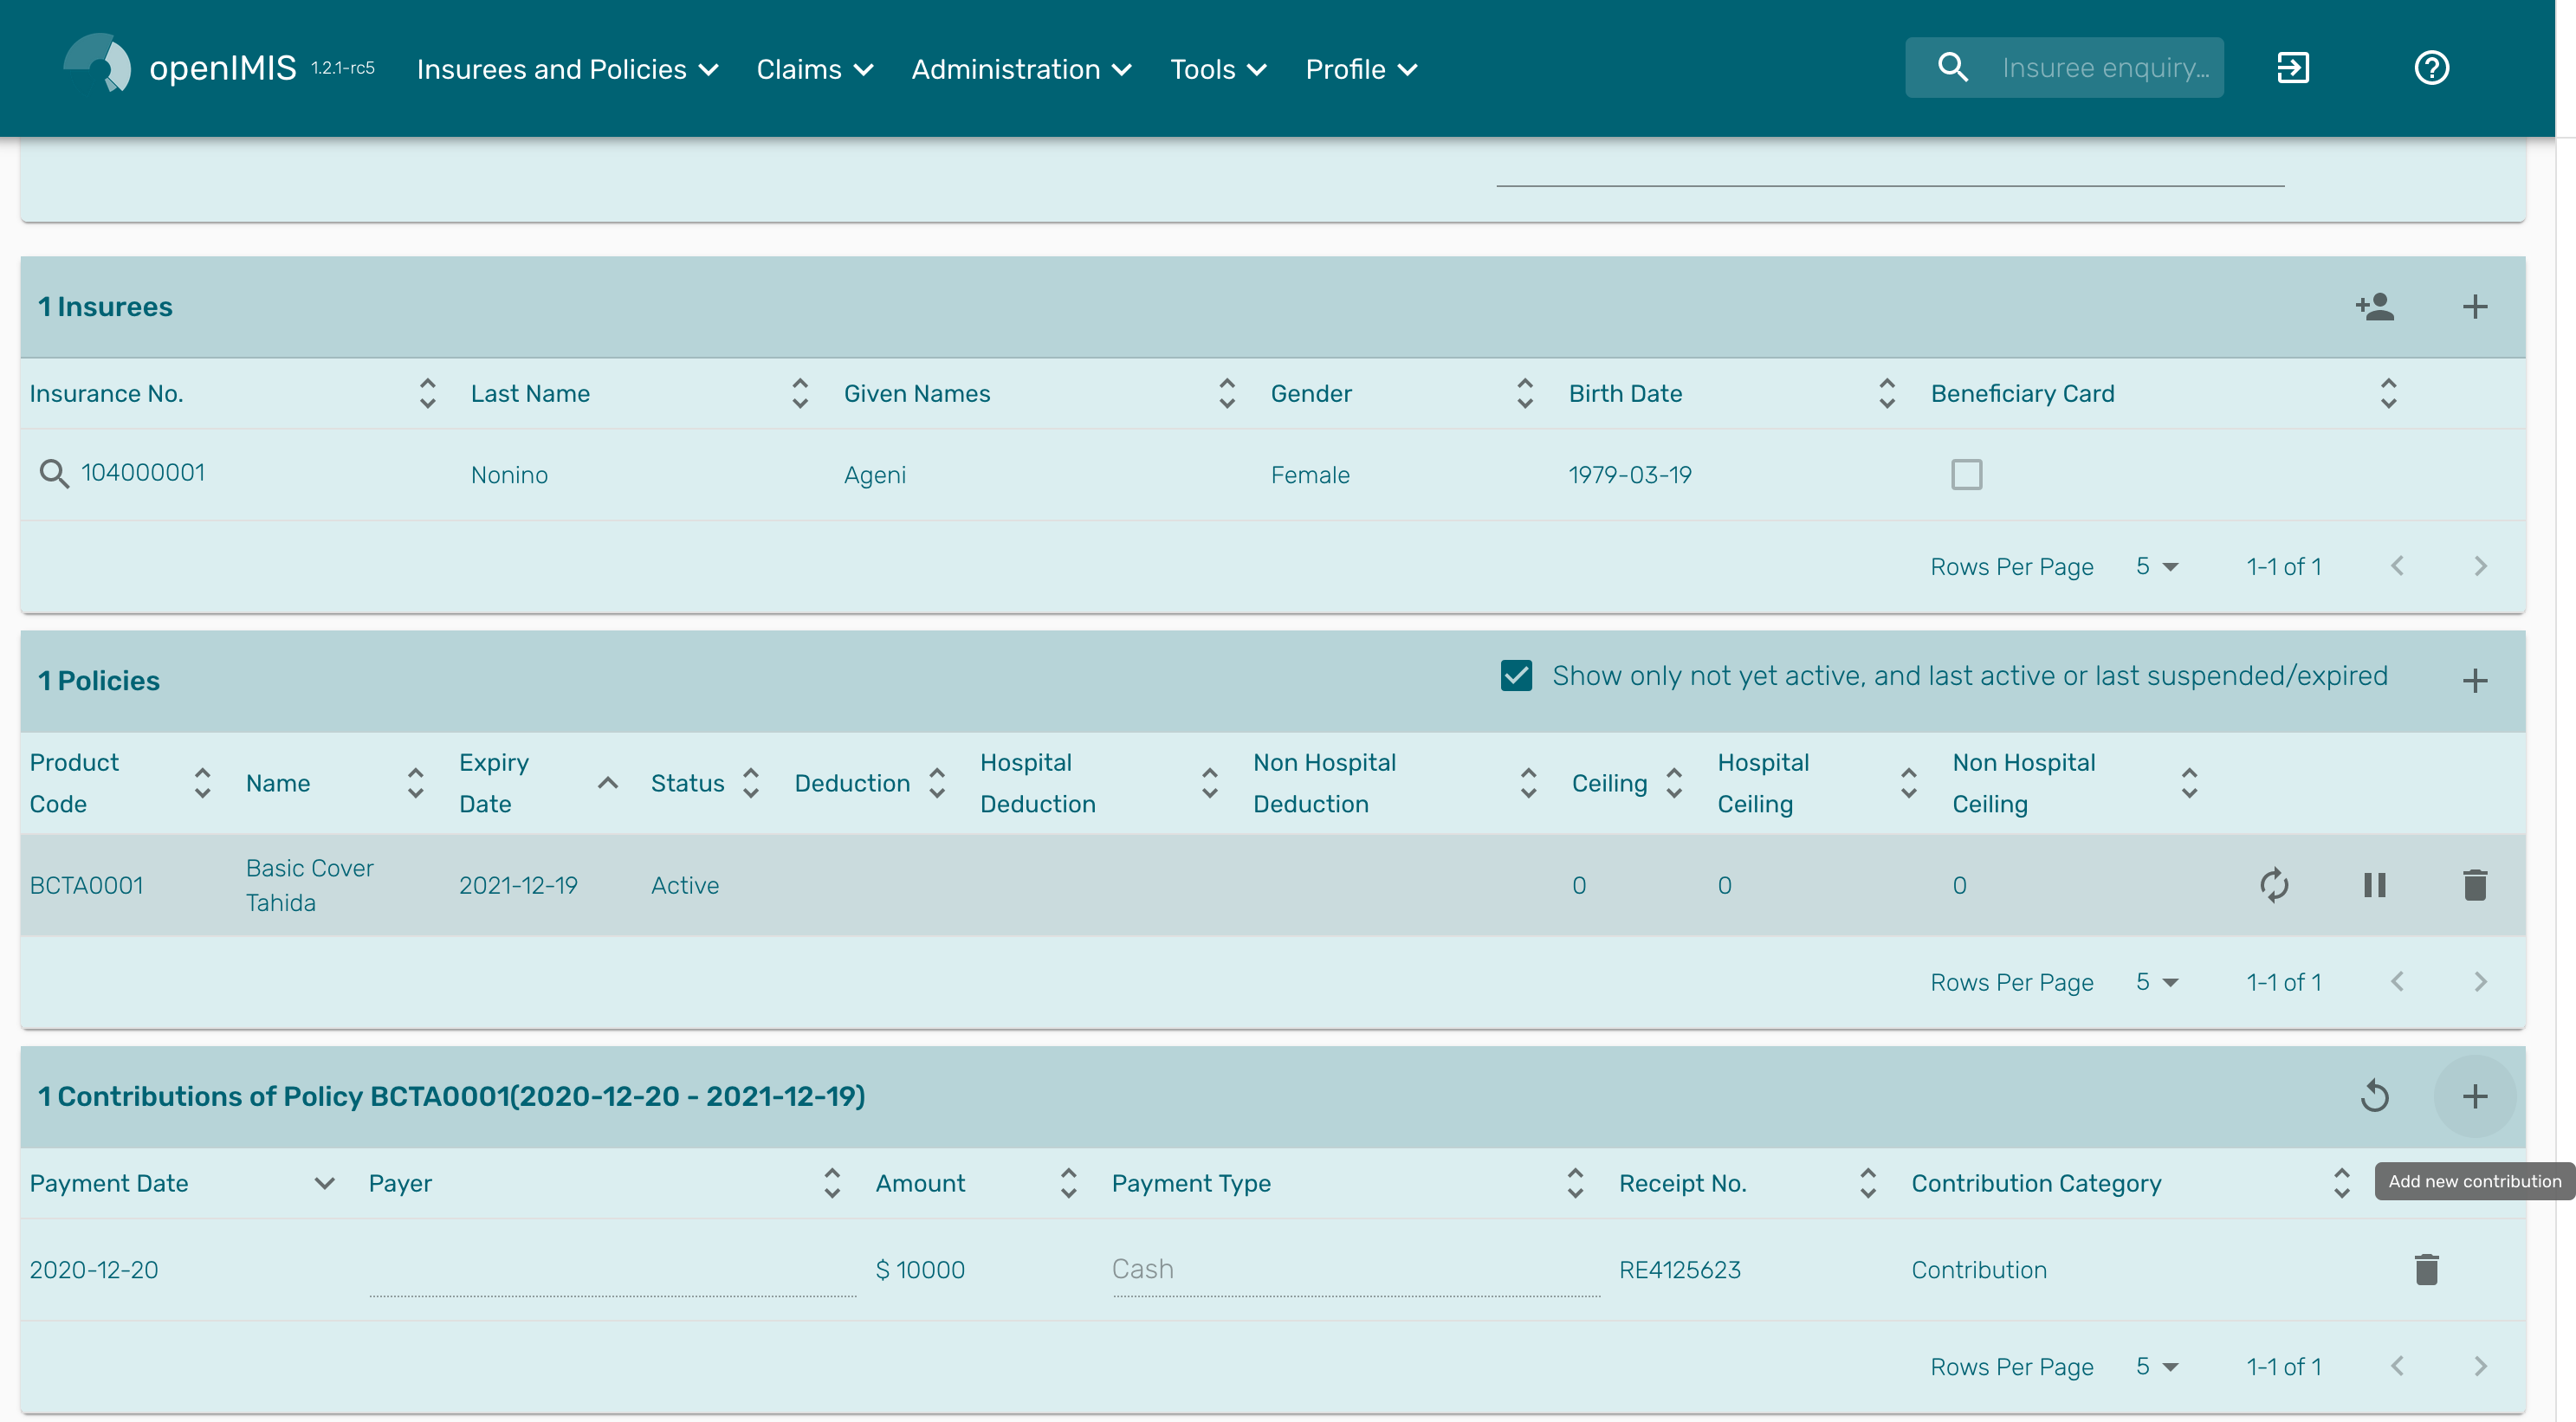 openIMIS 1.2.1-rc5 Insurees and Policies Claims Administration Tools Profile Insuree enquiry...
1 Insurees
Insurance No. Last Name Given Names Gender Birth Date Beneficiary Card
104000001 Nonino Ageni Female 1979-03-19
Rows Per Page 5 1-1 of 1
1 Policies Show only not yet active, and last active or last suspended/expired
Product Code Name Expiry Date Status Deduction Hospital Deduction Non Hospital Deduction Ceiling Hospital Ceiling Non Hospital Ceiling
BCTA0001 Basic Cover Tahida 2021-12-19 Active 0 0 0
Rows Per Page 5 1-1 of 1
1 Contributions of Policy BCTA0001(2020-12-20 - 2021-12-19)
Payment Date Payer Amount Payment Type Receipt No. Contribution Category Add new contribution
2020-12-20 $ 10000 Cash RE4125623 Contribution
Rows Per Page 5 1-1 of 1